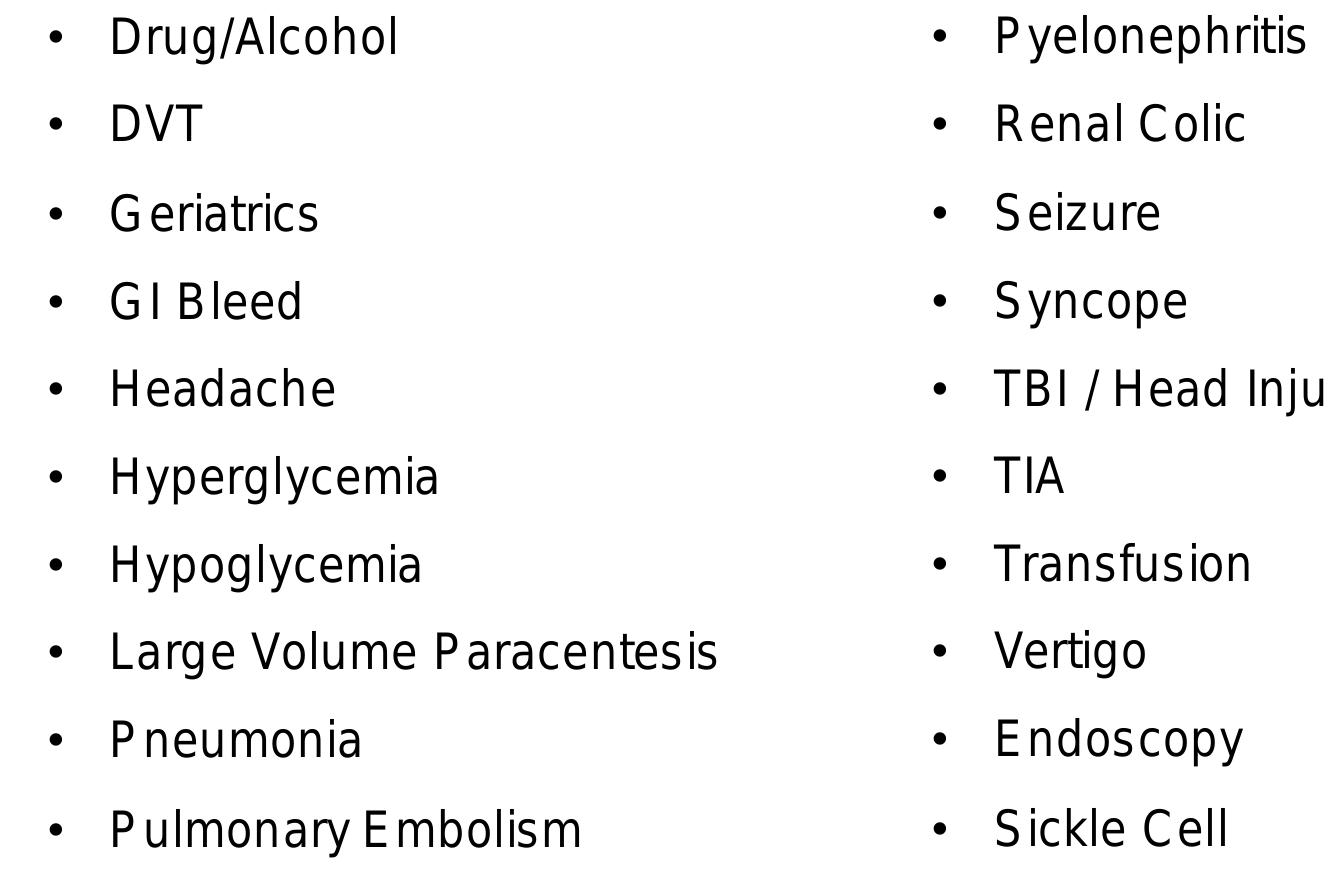 • Drug/Alcohol
• DVT
• Geriatrics
• GI Bleed
• Headache
• Hyperglycemia
• Hypoglycemia
• Large Volume Paracentesis
• Pneumonia
• Pulmonary Embolism
• Pyelonephritis
• Renal Colic
• Seizure
• Syncope
• TBI / Head Inju
• TIA
• Transfusion
• Vertigo
• Endoscopy
• Sickle Cell